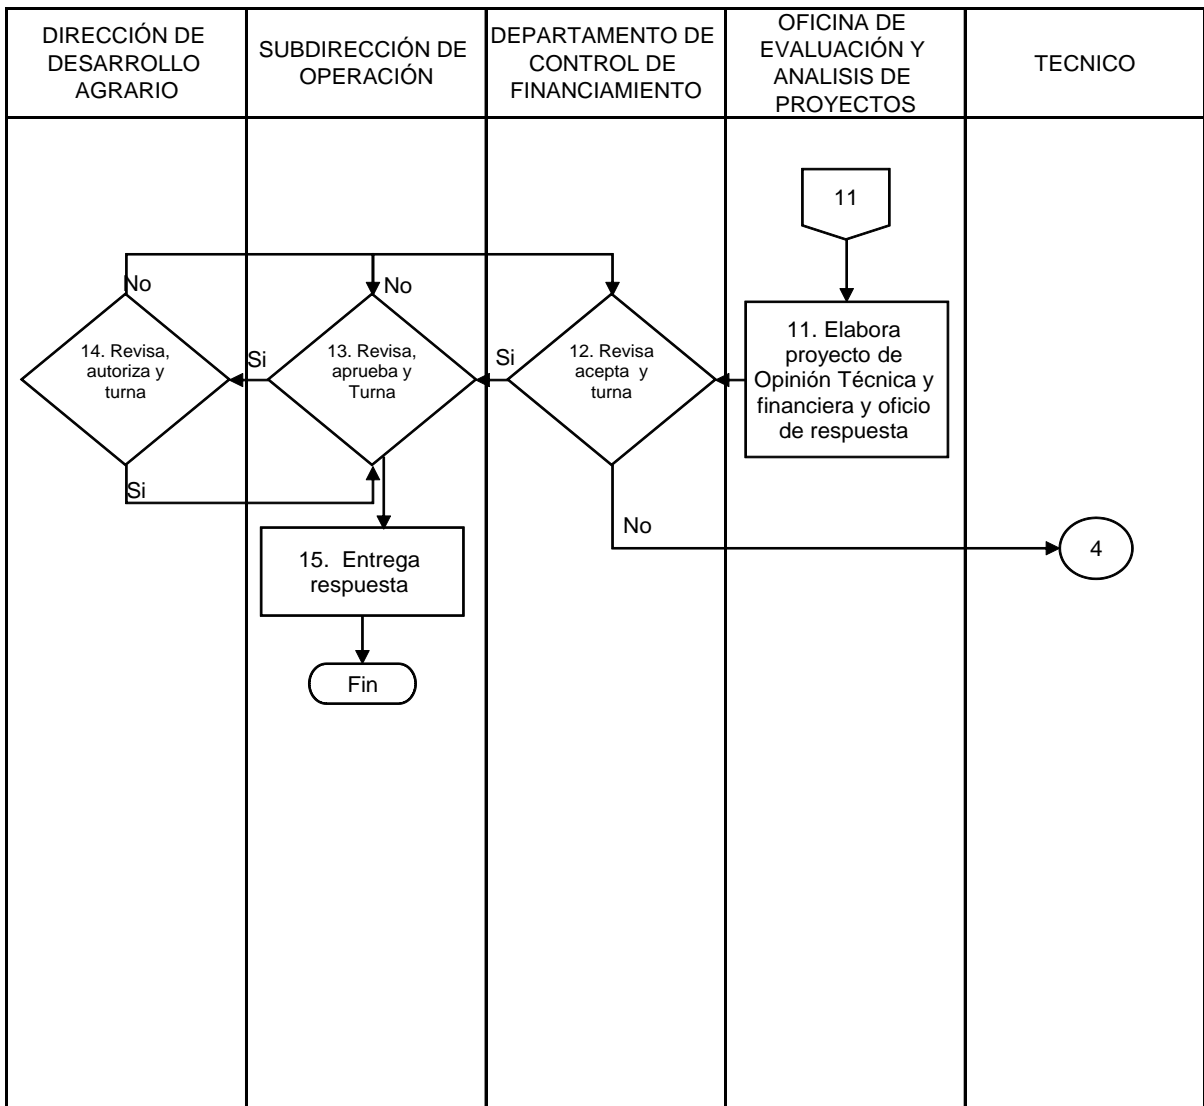 DIRECCIÓN DE
DESARROLLO
AGRARIO
SUBDIRECCIÓN DE
OPERACIÓN
DEPARTAMENTO DE
CONTROL DE
FINANCIAMIENTO
OFICINA DE
EVALUACIÓN Y
ANALISIS DE
PROYECTOS
TECNICO
11
No
No
14. Revisa,
autoriza y
turna
Si
13. Revisa,
aprueba y
Turna
Si
12. Revisa
acepta y
turna
11. Elabora
proyecto de
Opinión Técnica y
financiera y oficio
de respuesta
Si
No
4
15. Entrega
respuesta
Fin